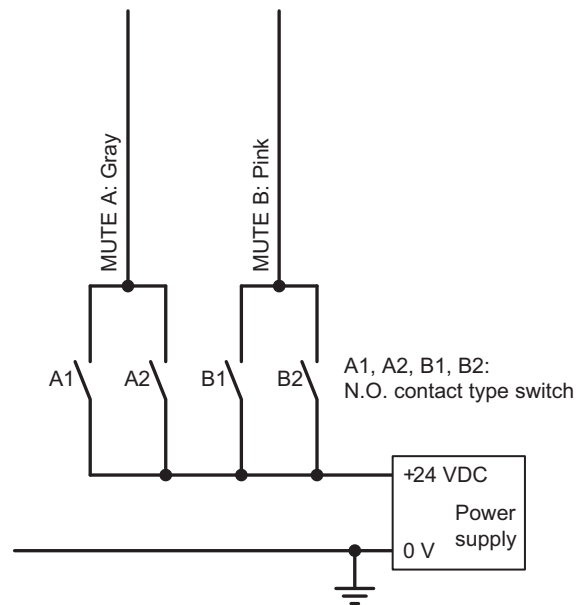 MUTE A: Gray
MUTE B: Pink
A1
A2
B1
B2
A1, A2, B1, B2:
N.O. contact type switch
+24 VDC
Power
supply
0 V